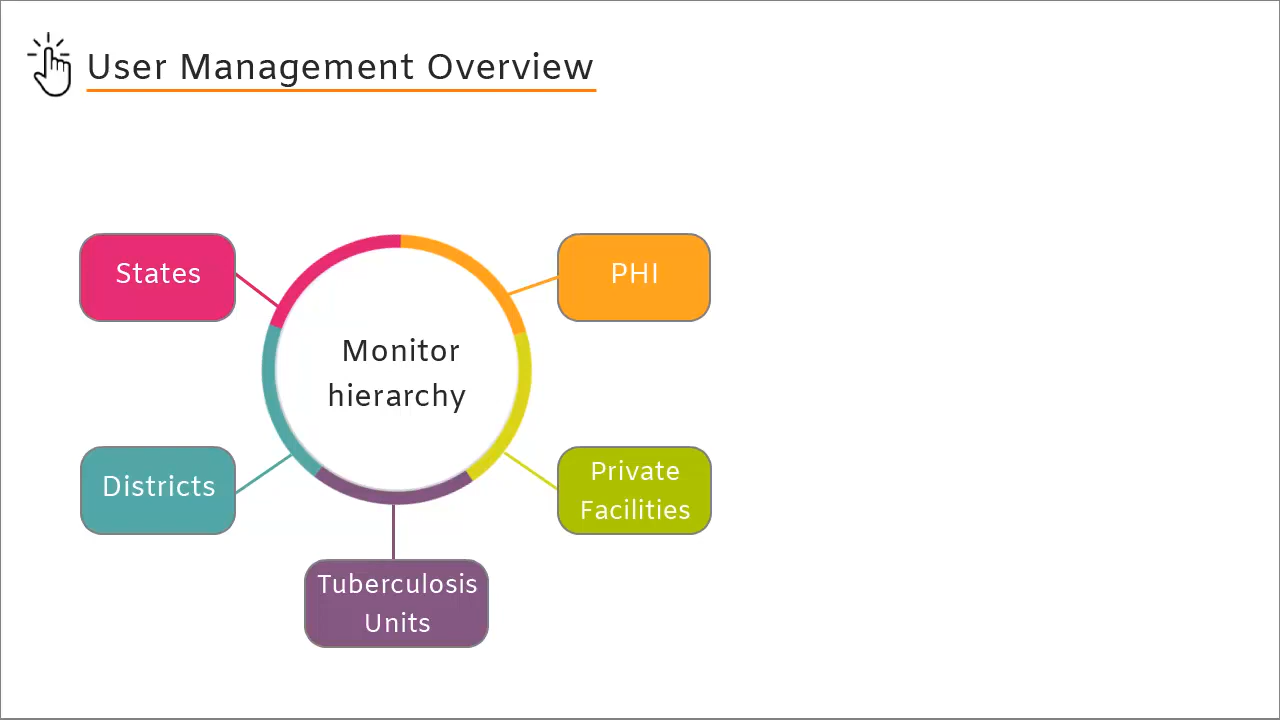 User Management Overview
States
PHI
Monitor
hierarchy
Districts
Private
Facilities
Tuberculosis
Units